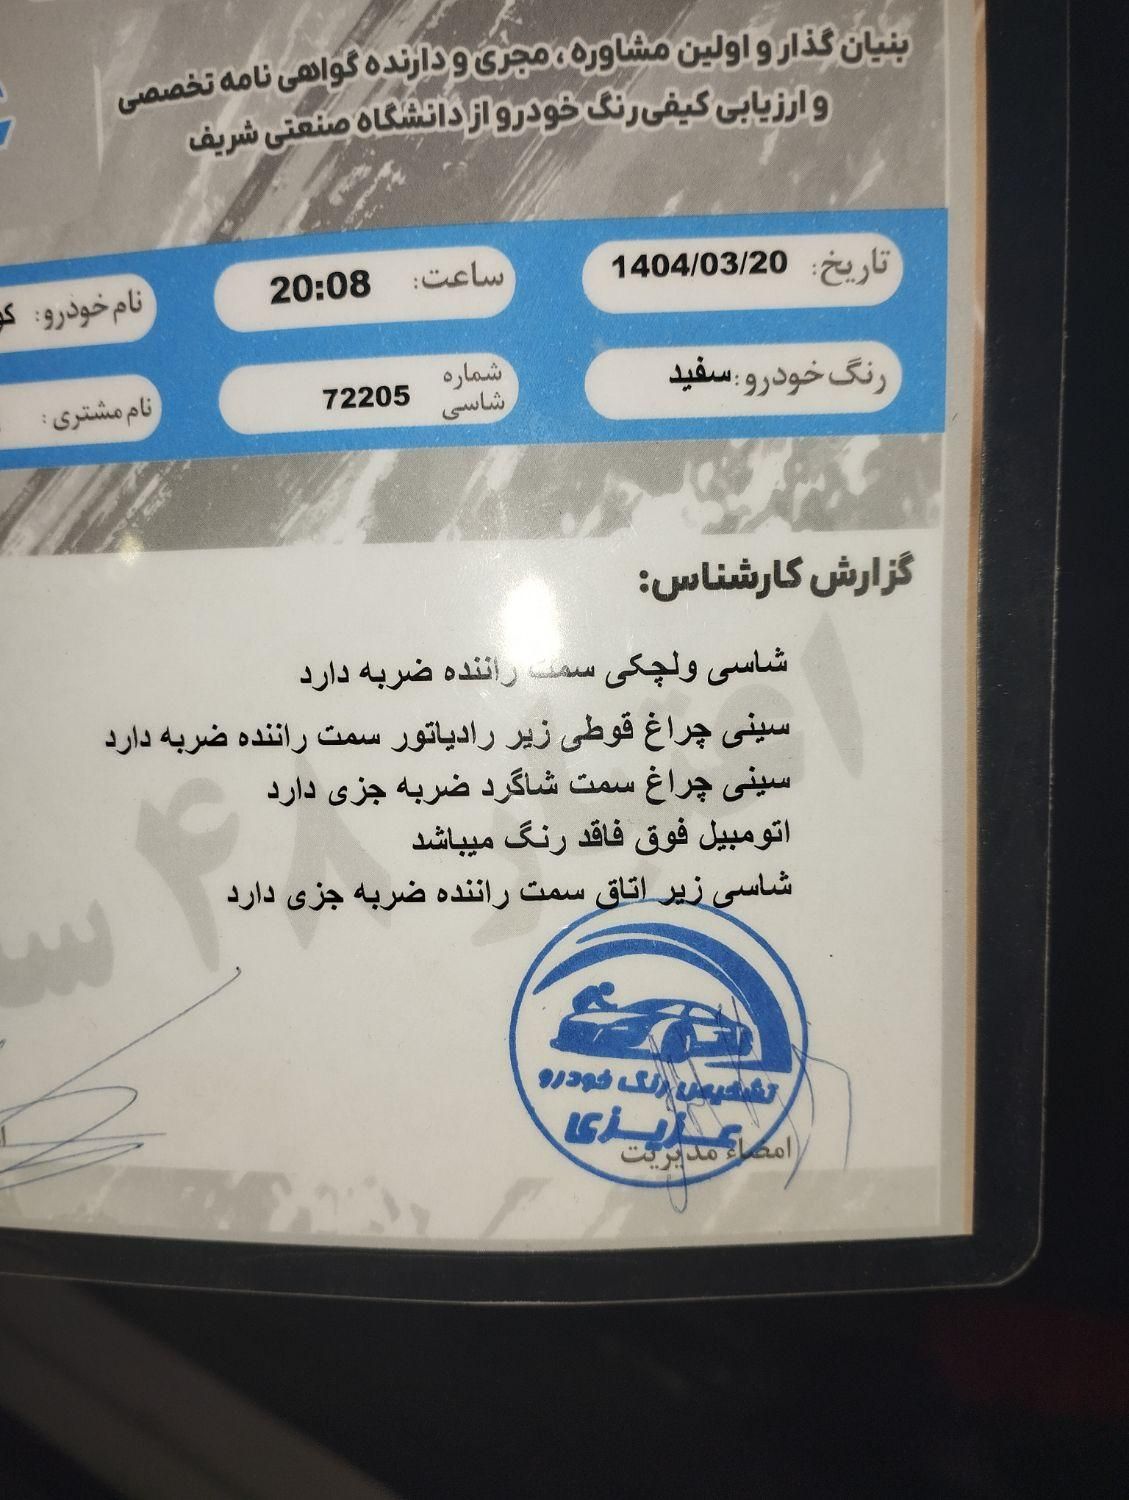 بنیان گذار و اولین مشاوره ، مجری و دارنده گواهی نامه تخصصی
و ارزیابی کیفی رنگ خودرو از دانشگاه صنعتی شریف
تاریخ: 1404/03/20
ساعت: 20:08
نام خودرو:
رنگ خودرو: سفید
شماره شاسی 72205
نام مشتری :
گزارش کارشناس:
شاسی ولچکی سمت راننده ضربه دارد
سینی چراغ قوطی زیر رادیاتور سمت راننده ضربه دارد
سینی چراغ سمت شاگرد ضربه جزی دارد
اتومبیل فوق فاقد رنگ میباشد
شاسی زیر اتاق سمت راننده ضربه جزی دارد
تشخیص رنگ خودرو
عزیزی
امضاء مدیریت